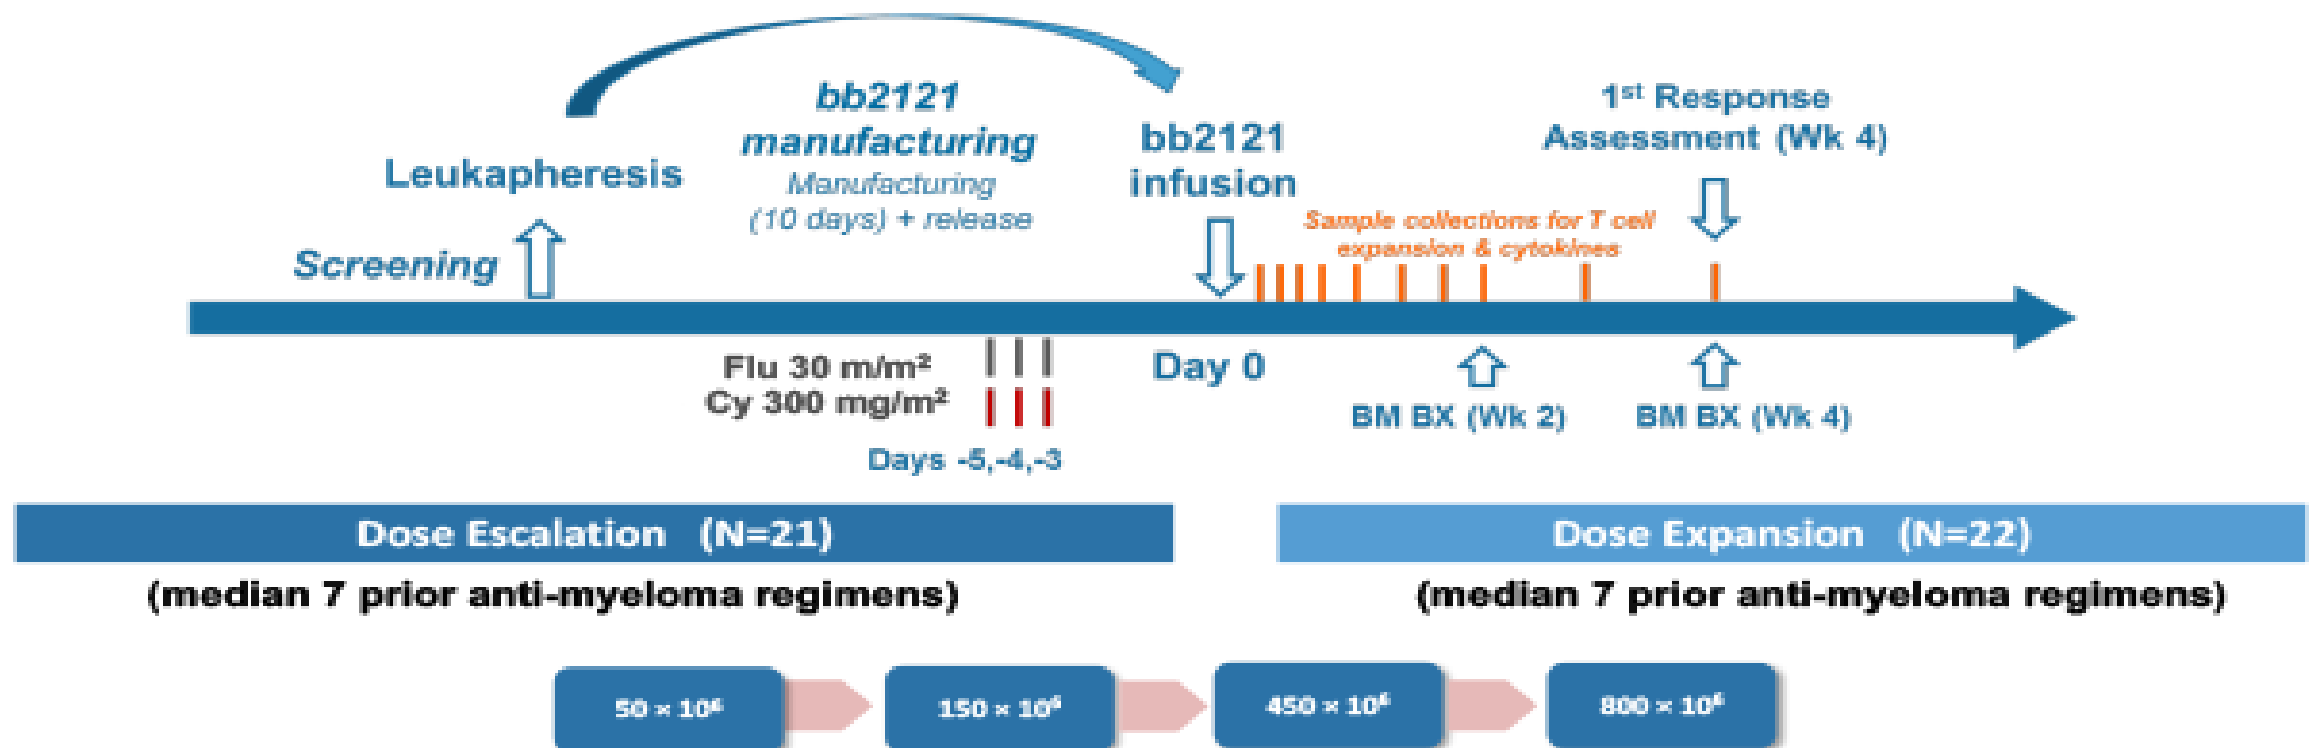 bb2121
manufacturing
Manufacturing
(10 days) + release
Leukapheresis
Screening
bb2121
infusion
1st Response
Assessment (Wk 4)
Sample collections for T cell
expansion & cytokines
Flu 30 m/m²
Cy 300 mg/m²
Days -5,-4,-3
Day 0
BM BX (Wk 2)
BM BX (Wk 4)
Dose Escalation (N=21)
Dose Expansion (N=22)
(median 7 prior anti-myeloma regimens)
(median 7 prior anti-myeloma regimens)
50 × 10⁶
150 × 10⁶
450 × 10⁶
800 × 10⁶